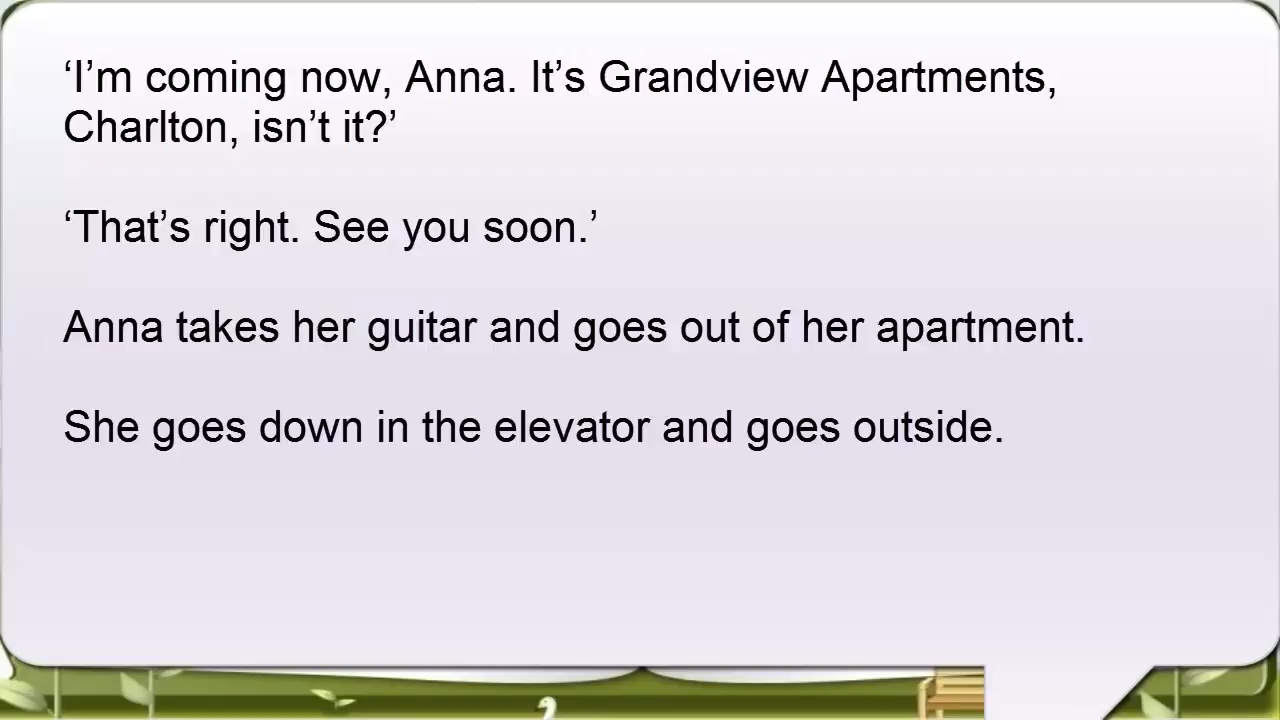 ‘I’m coming now, Anna. It’s Grandview Apartments,
Charlton, isn’t it?’
‘That’s right. See you soon.’
Anna takes her guitar and goes out of her apartment.
She goes down in the elevator and goes outside.